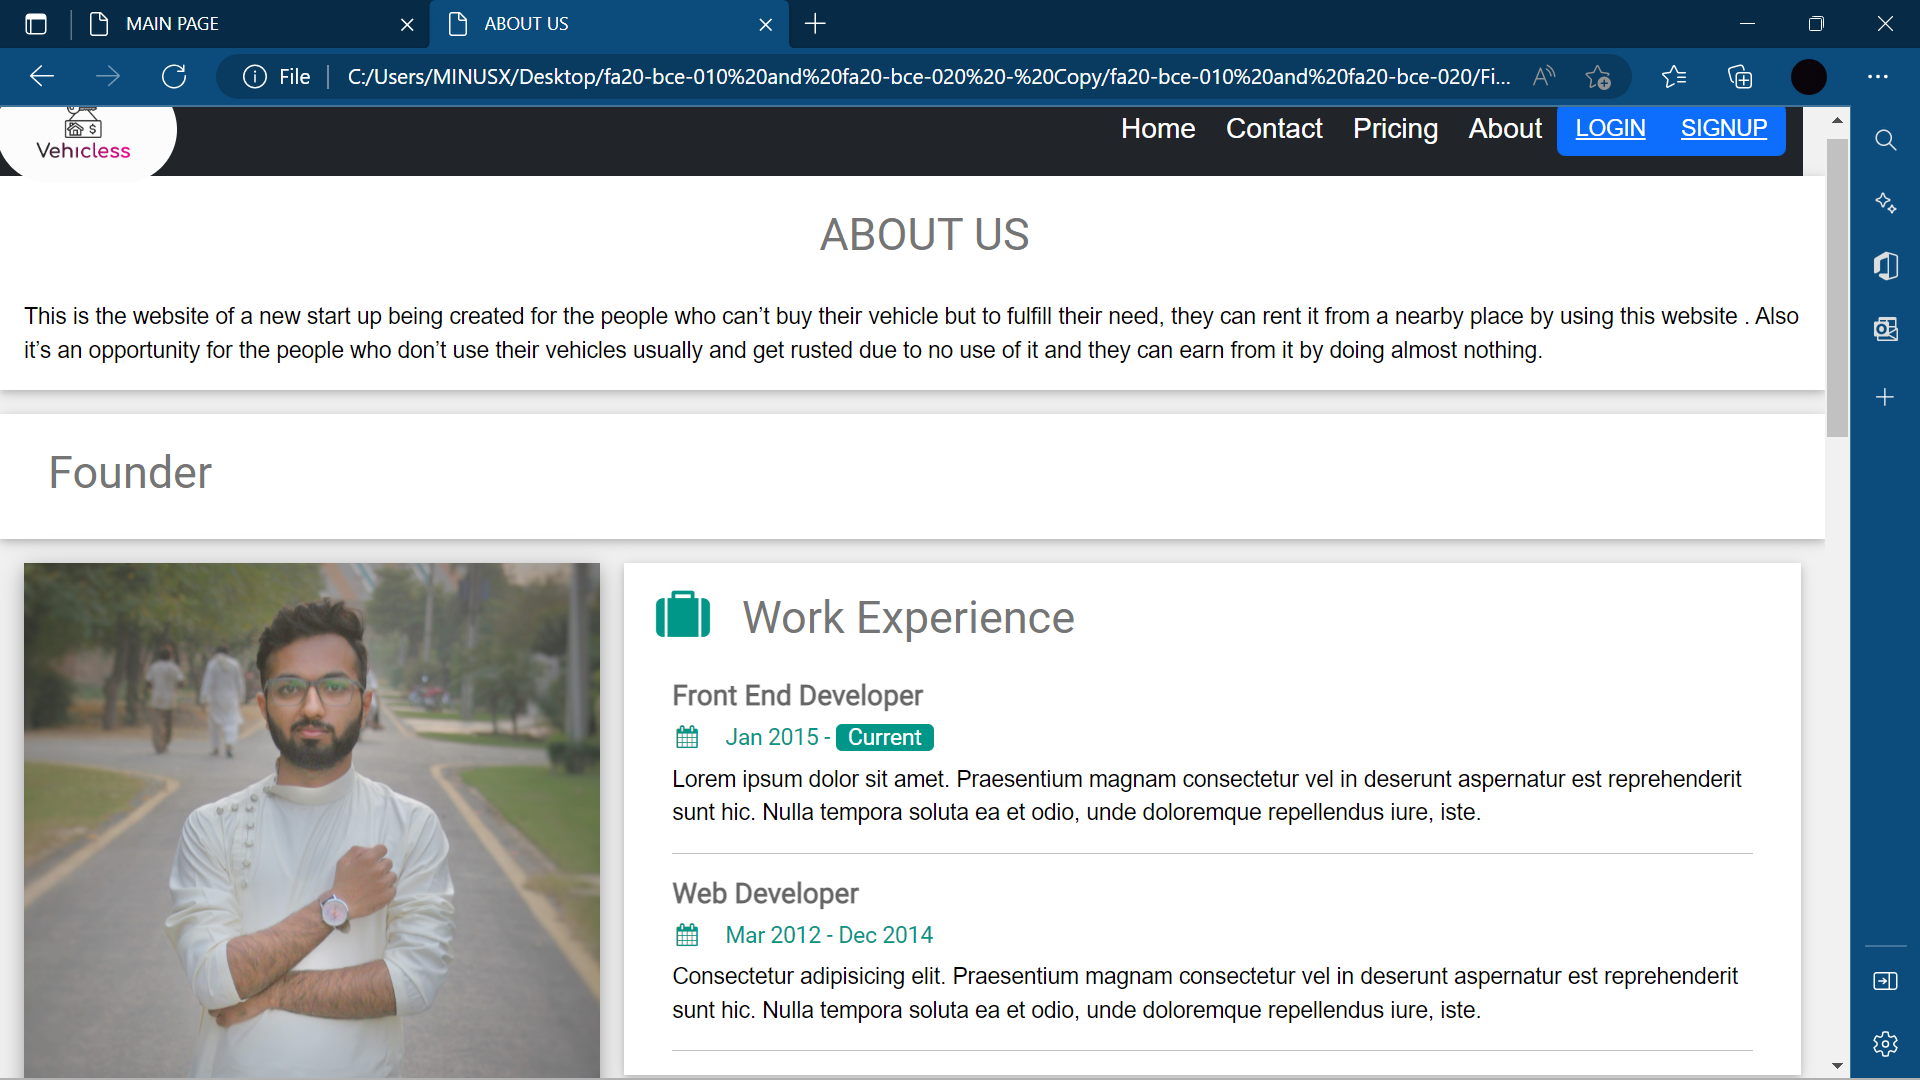 MAIN PAGE
ABOUT US
File
C:/Users/MINUSX/Desktop/fa20-bce-010%20and%20fa20-bce-020%20-%20Copy/fa20-bce-010%20and%20fa20-bce-020/Fi...
Vehicless
Home
Contact
Pricing
About
LOGIN
SIGNUP
ABOUT US
This is the website of a new start up being created for the people who can’t buy their vehicle but to fulfill their need, they can rent it from a nearby place by using this website . Also
it’s an opportunity for the people who don’t use their vehicles usually and get rusted due to no use of it and they can earn from it by doing almost nothing.
Founder
Work Experience
Front End Developer
Jan 2015 - Current
Lorem ipsum dolor sit amet. Praesentium magnam consectetur vel in deserunt aspernatur est reprehenderit
sunt hic. Nulla tempora soluta ea et odio, unde doloremque repellendus iure, iste.
Web Developer
Mar 2012 - Dec 2014
Consectetur adipisicing elit. Praesentium magnam consectetur vel in deserunt aspernatur est reprehenderit
sunt hic. Nulla tempora soluta ea et odio, unde doloremque repellendus iure, iste.